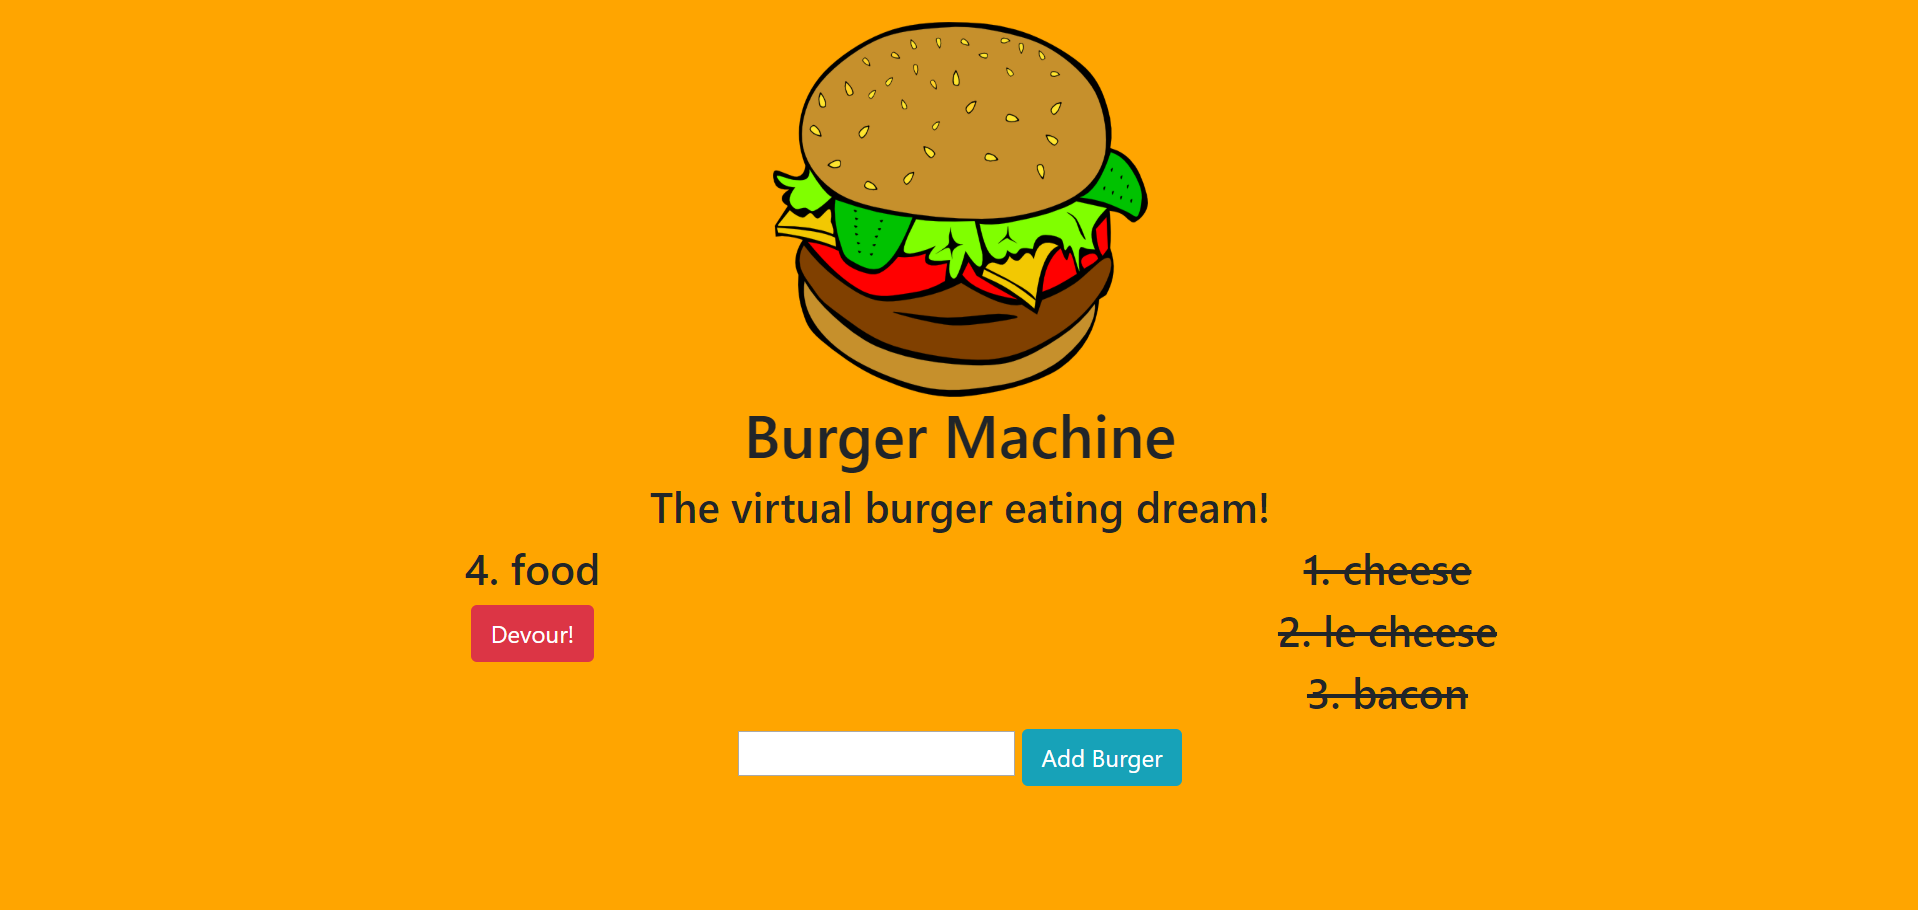 Burger Machine
The virtual burger eating dream!
4. food
Devour!
1. cheese
2. le cheese
3. bacon
Add Burger